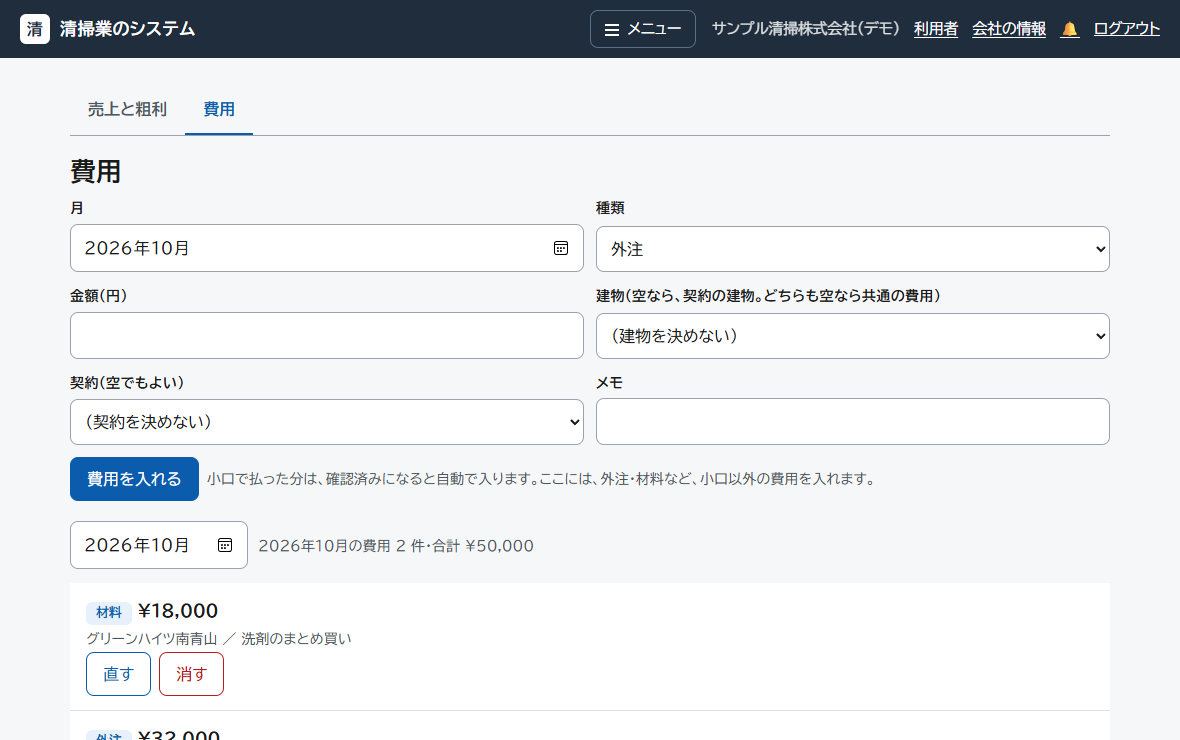 清 清掃業のシステム
メニュー サンプル清掃株式会社(デモ) 利用者 会社の情報 ログアウト
売上と粗利 費用
費用
月
種類
2026年10月
外注
金額(円)
建物(空なら、契約の建物。どちらも空なら共通の費用)
(建物を決めない)
契約(空でもよい)
メモ
(契約を決めない)
費用を入れる 小口で払った分は、確認済みになると自動で入ります。ここには、外注・材料など、小口以外の費用を入れます。
2026年10月 2026年10月の費用 2 件・合計 ¥50,000
材料 ¥18,000
グリーンハイツ南青山 ／ 洗剤のまとめ買い
直す 消す
外注 ¥32,000